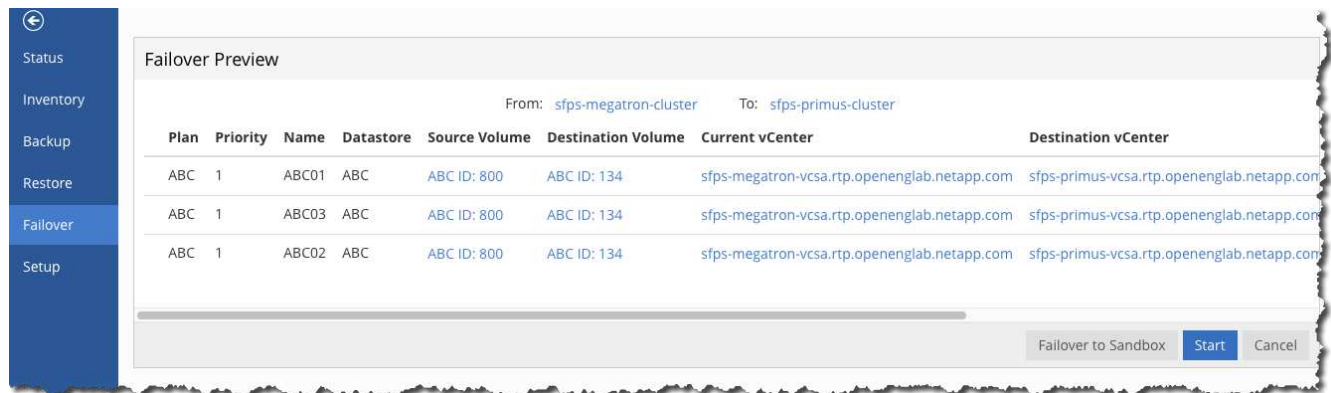 Status
Inventory
Backup
Restore
Failover
Setup
Failover Preview
From: sfps-megatron-cluster To: sfps-primus-cluster
Plan Priority Name Datastore Source Volume Destination Volume Current vCenter Destination vCenter
ABC 1 ABC01 ABC ABC ID: 800 ABC ID: 134 sfps-megatron-vcsa.rtp.openenglab.netapp.com sfps-primus-vcsa.rtp.openenglab.netapp.com
ABC 1 ABC03 ABC ABC ID: 800 ABC ID: 134 sfps-megatron-vcsa.rtp.openenglab.netapp.com sfps-primus-vcsa.rtp.openenglab.netapp.com
ABC 1 ABC02 ABC ABC ID: 800 ABC ID: 134 sfps-megatron-vcsa.rtp.openenglab.netapp.com sfps-primus-vcsa.rtp.openenglab.netapp.com
Failover to Sandbox Start Cancel